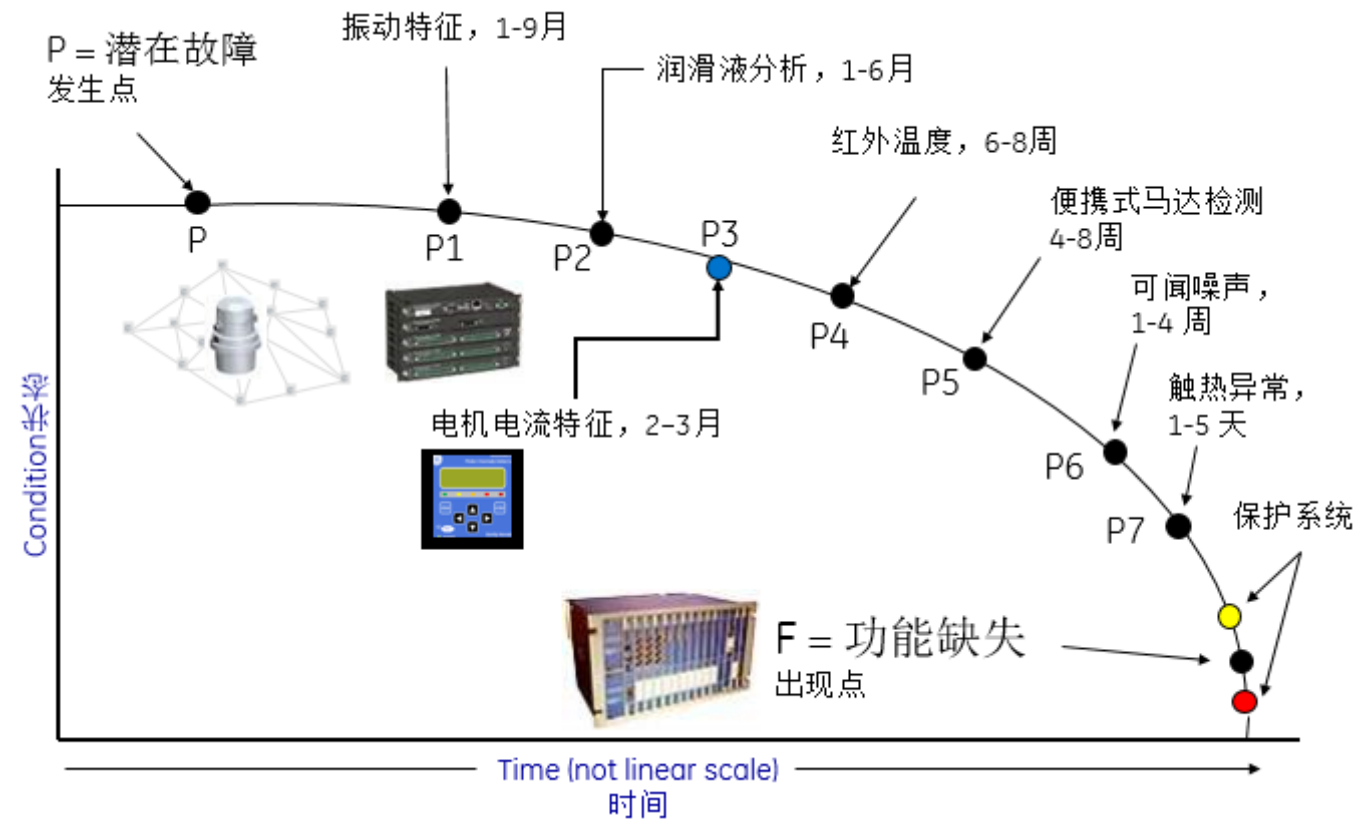 P = 潜在故障
发生点
振动特征，1-9月
润滑液分析，1-6月
红外温度，6-8周
便携式马达检测
4-8周
可闻噪声，
1-4 周
触热异常，
1-5 天
保护系统
P
P1
P2
P3
P4
P5
P6
P7
电机电流特征，2-3月
F = 功能缺失
出现点
Condition状态
Time (not linear scale)
时间